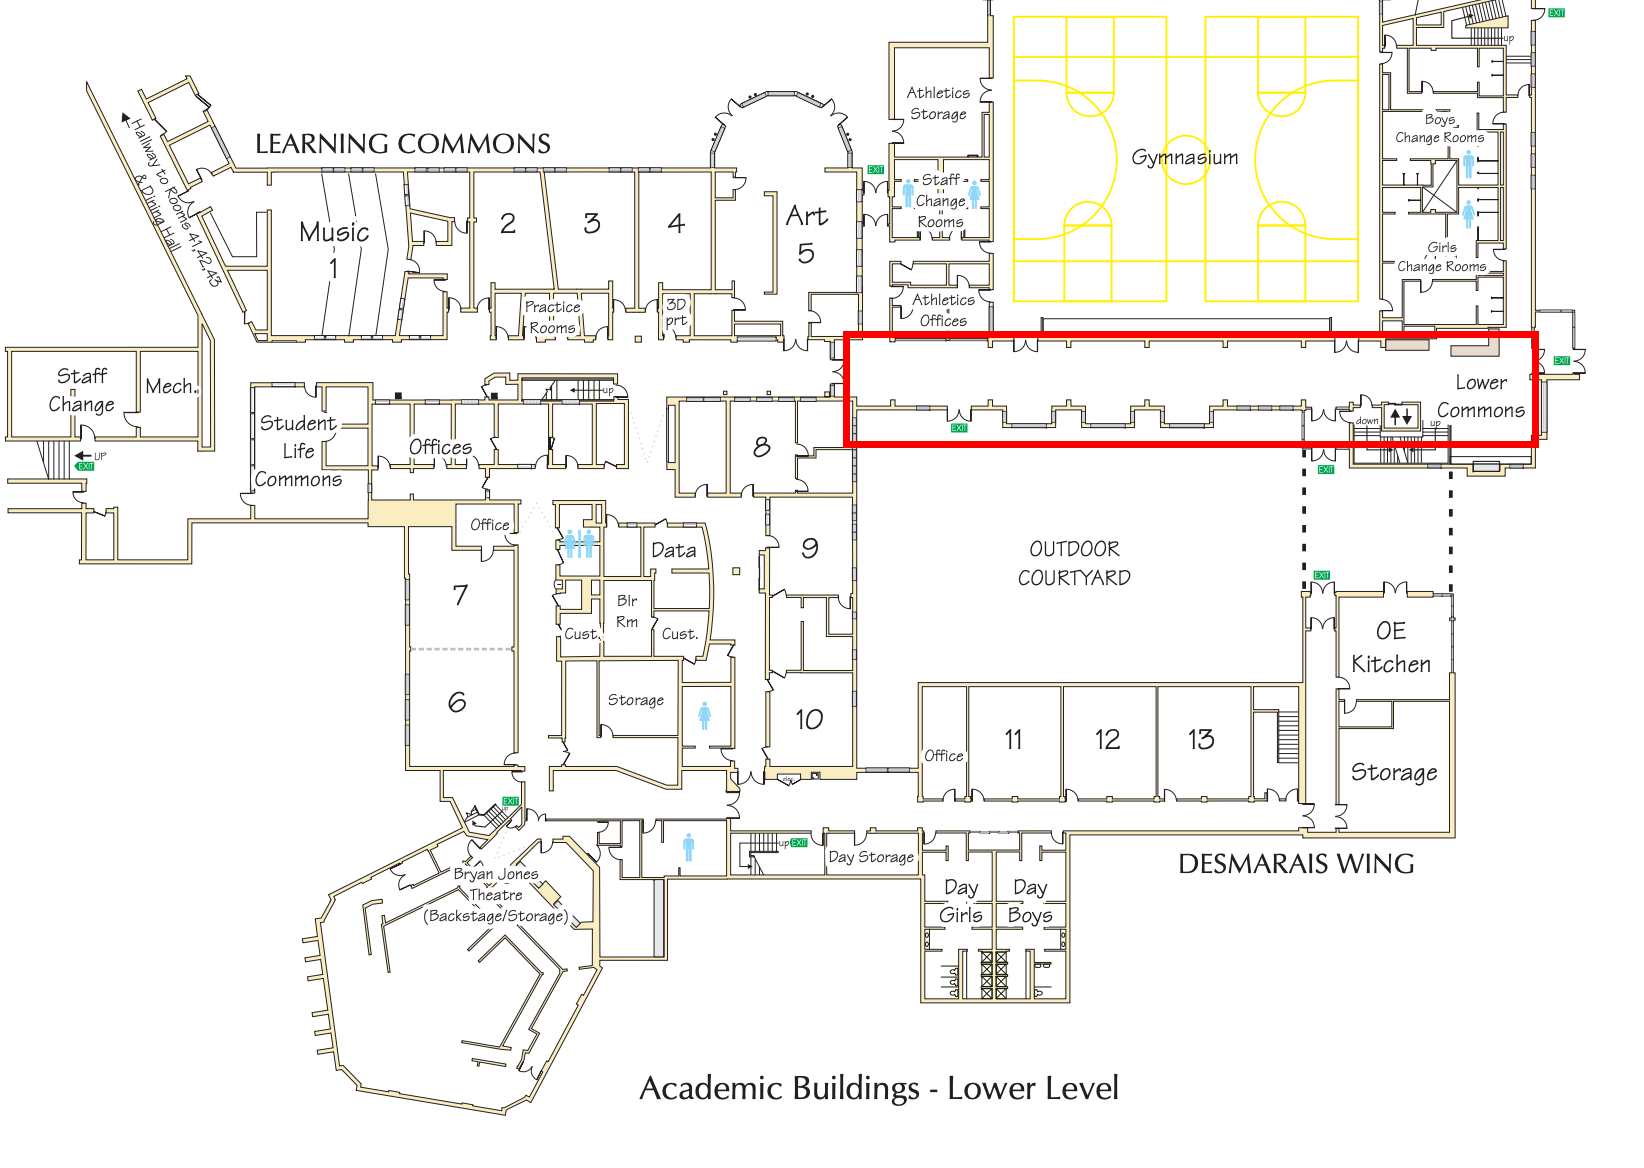 EXIT
up
Athletics
Storage
Boys
Change Rooms
Hallway to Rooms 41,42,43
& Dining Hall
LEARNING COMMONS
Gymnasium
EXIT
Staff
Change
Rooms
Music
1
2
3
4
Art
5
Girls
Change Rooms
Athletics
Offices
Practice
Rooms
3D
prt
EXIT
Staff
Change
Mech.
up
Lower
Commons
down
up
EXIT
Student
Life
Commons
Offices
8
UP
EXIT
EXIT
Office
Data
9
OUTDOOR
COURTYARD
7
Blr
Rm
Cust.
Cust.
EXIT
OE
Kitchen
6
Storage
10
Office
11
12
13
Storage
EXIT
up
up
EXIT
Day Storage
DESMARAIS WING
Bryan Jones
Theatre
(Backstage/Storage)
Day
Girls
Day
Boys
Academic Buildings - Lower Level